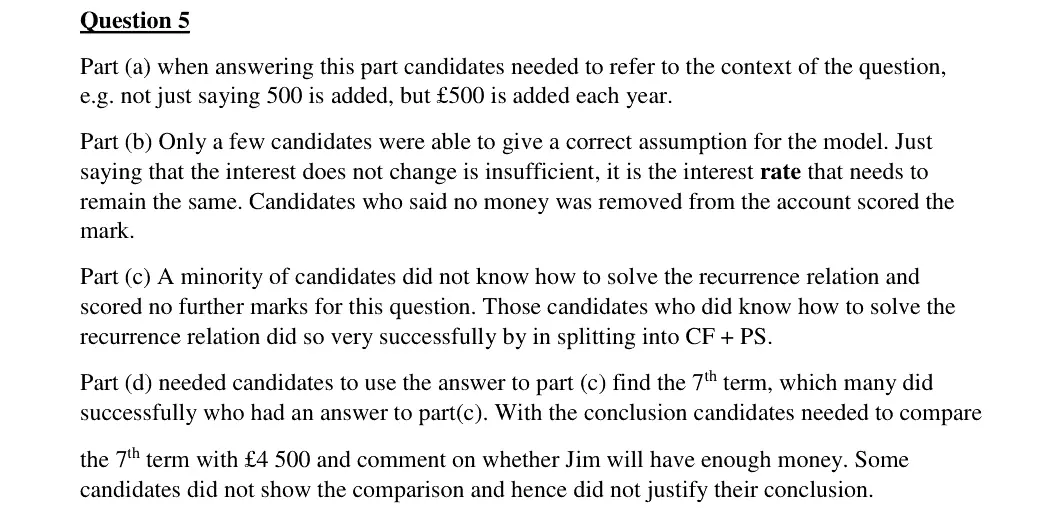 Question 5
Part (a) when answering this part candidates needed to refer to the context of the question,
e.g. not just saying 500 is added, but £500 is added each year.
Part (b) Only a few candidates were able to give a correct assumption for the model. Just
saying that the interest does not change is insufficient, it is the interest rate that needs to
remain the same. Candidates who said no money was removed from the account scored the
mark.
Part (c) A minority of candidates did not know how to solve the recurrence relation and
scored no further marks for this question. Those candidates who did know how to solve the
recurrence relation did so very successfully by in splitting into CF + PS.
Part (d) needed candidates to use the answer to part (c) find the 7th term, which many did
successfully who had an answer to part(c). With the conclusion candidates needed to compare
the 7th term with £4 500 and comment on whether Jim will have enough money. Some
candidates did not show the comparison and hence did not justify their conclusion.